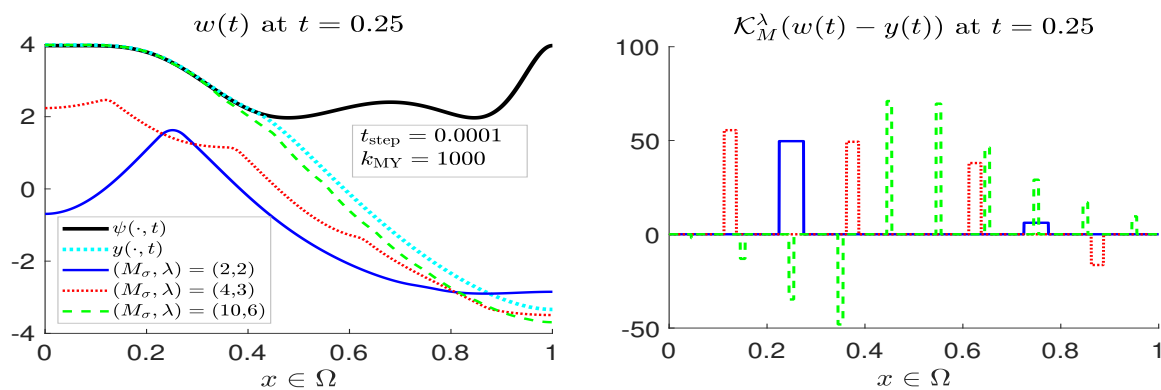 w(t) at t = 0.25
4
2
0
-2
-4
t_step = 0.0001
k_MY = 1000
ψ(·, t)
y(·, t)
(M_σ, λ) = (2,2)
(M_σ, λ) = (4,3)
(M_σ, λ) = (10,6)
0 0.2 0.4 0.6 0.8 1
x ∈ Ω
𝒦_M^λ(w(t) − y(t)) at t = 0.25
100
50
0
-50
0 0.2 0.4 0.6 0.8 1
x ∈ Ω